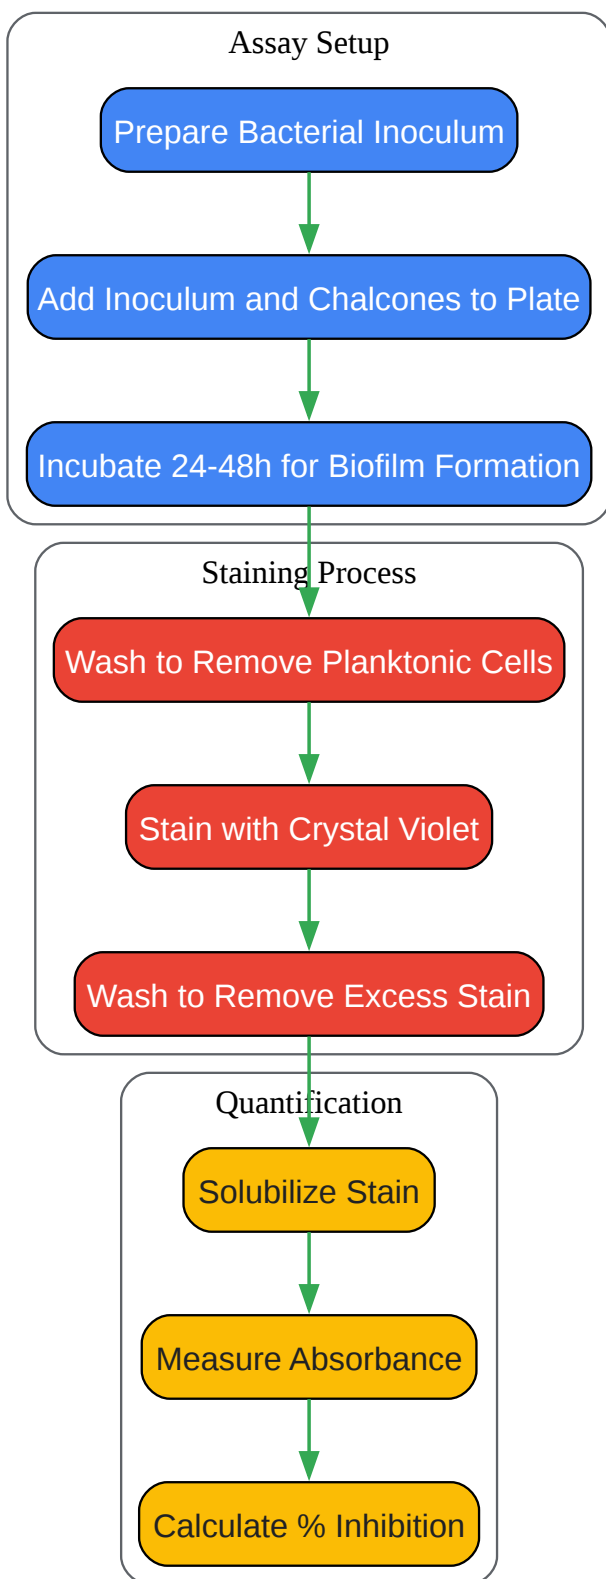 Assay Setup
Prepare Bacterial Inoculum
Add Inoculum and Chalcones to Plate
Incubate 24-48h for Biofilm Formation
Staining Process
Wash to Remove Planktonic Cells
Stain with Crystal Violet
Wash to Remove Excess Stain
Quantification
Solubilize Stain
Measure Absorbance
Calculate % Inhibition